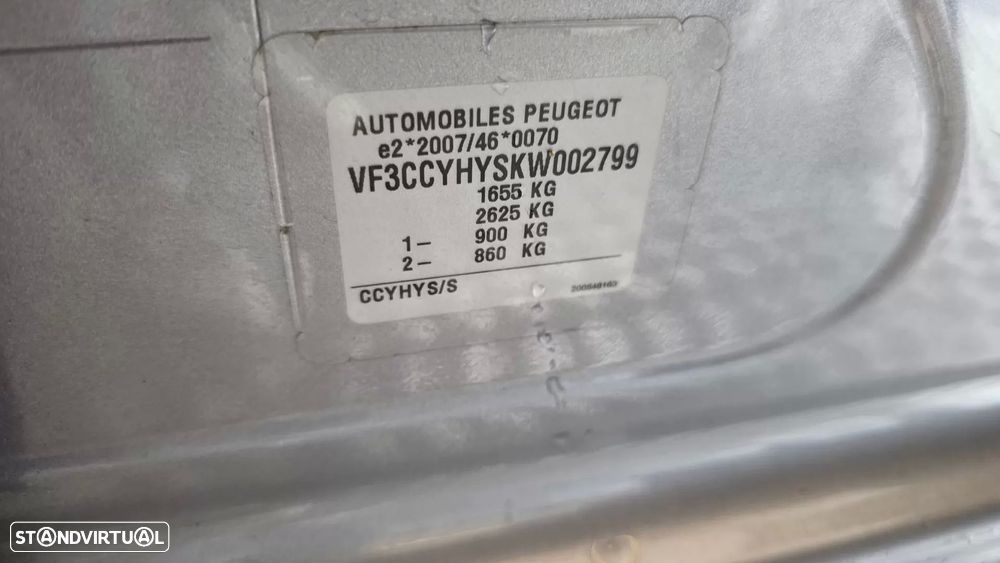 AUTOMOBILES PEUGEOT
e2*2007/46*0070
VF3CCYHYSKW002799
1655 KG
2625 KG
1- 900 KG
2- 860 KG
CCYHYS/S
STANDVIRTUAL